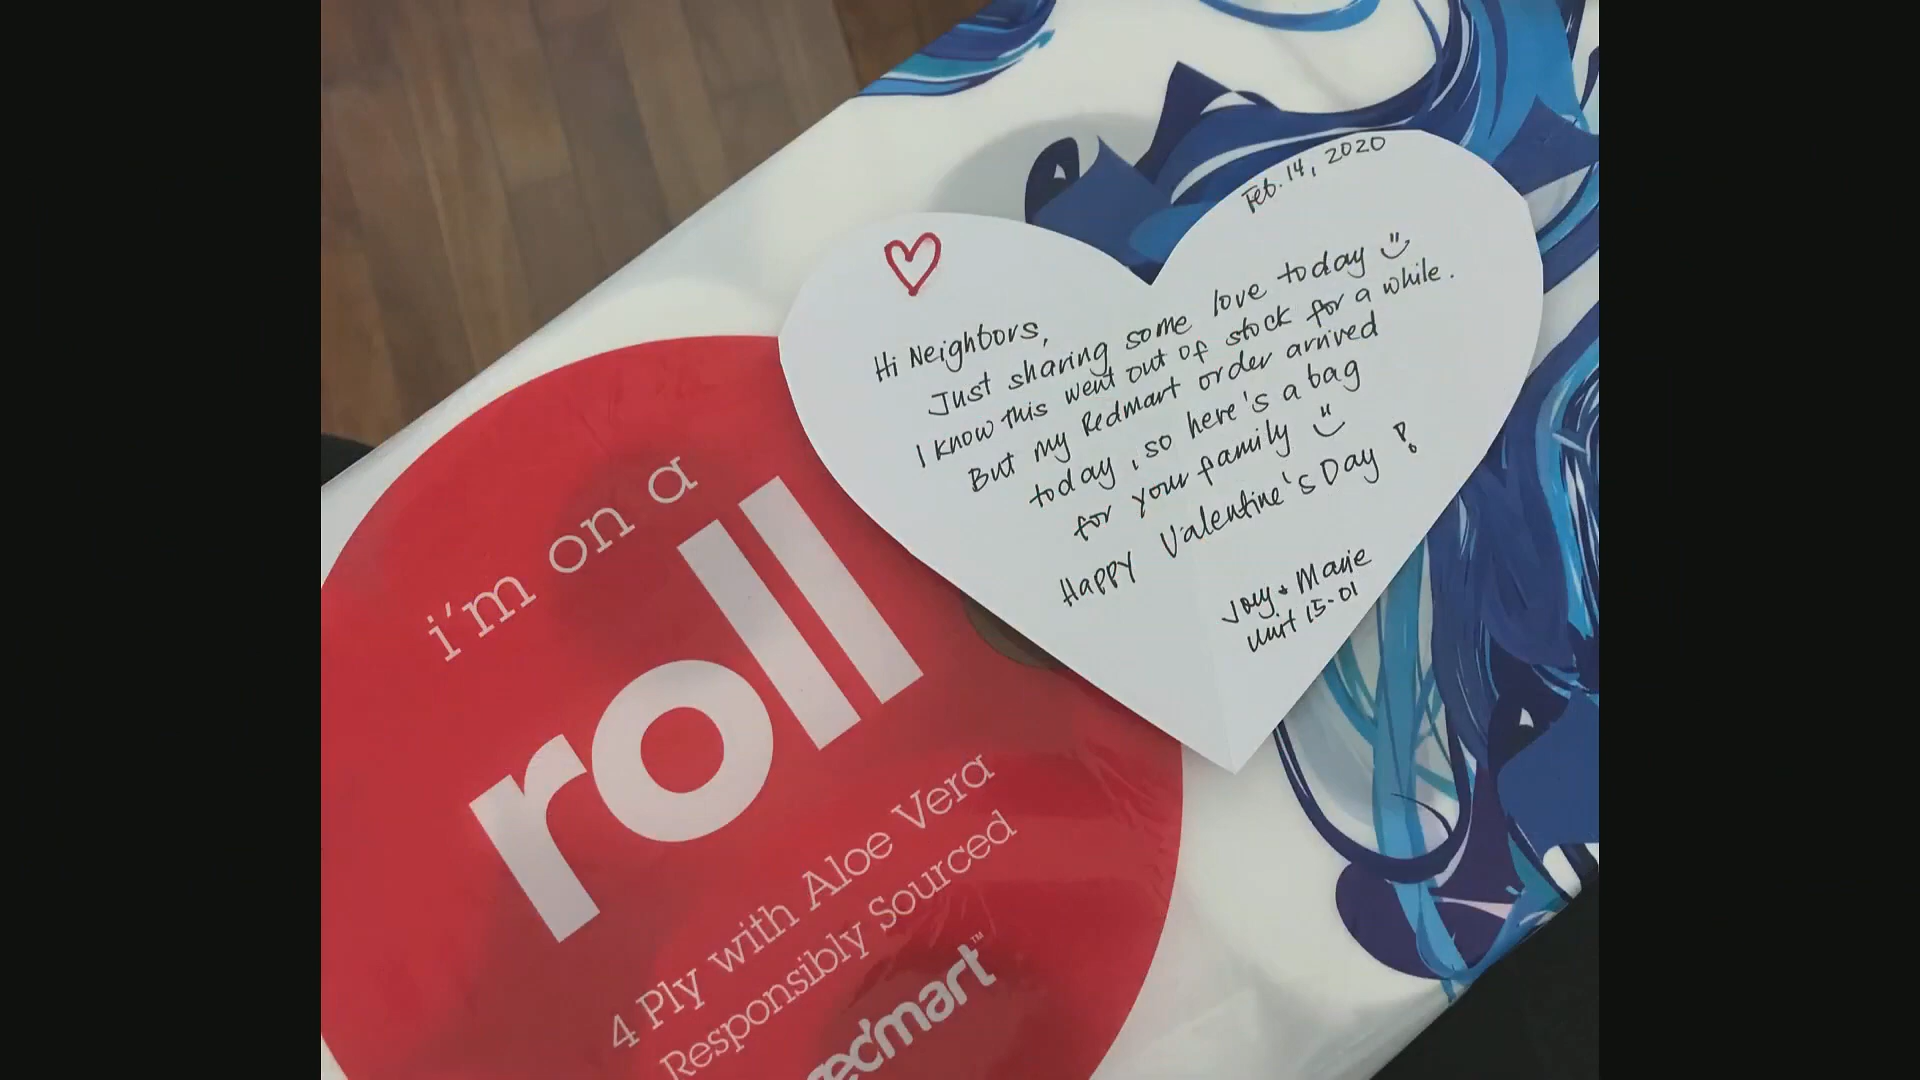 Feb. 14, 2020
Hi Neighbors,
Just sharing some love today
I know this went out of stock for a while.
But my Redmart order arrived
today, so here's a bag
for your family
Happy Valentine's Day!
Joey + Marie
Unit 15-01
i'm on a
roll
4 Ply with Aloe Vera
Responsibly Sourced
redmart™